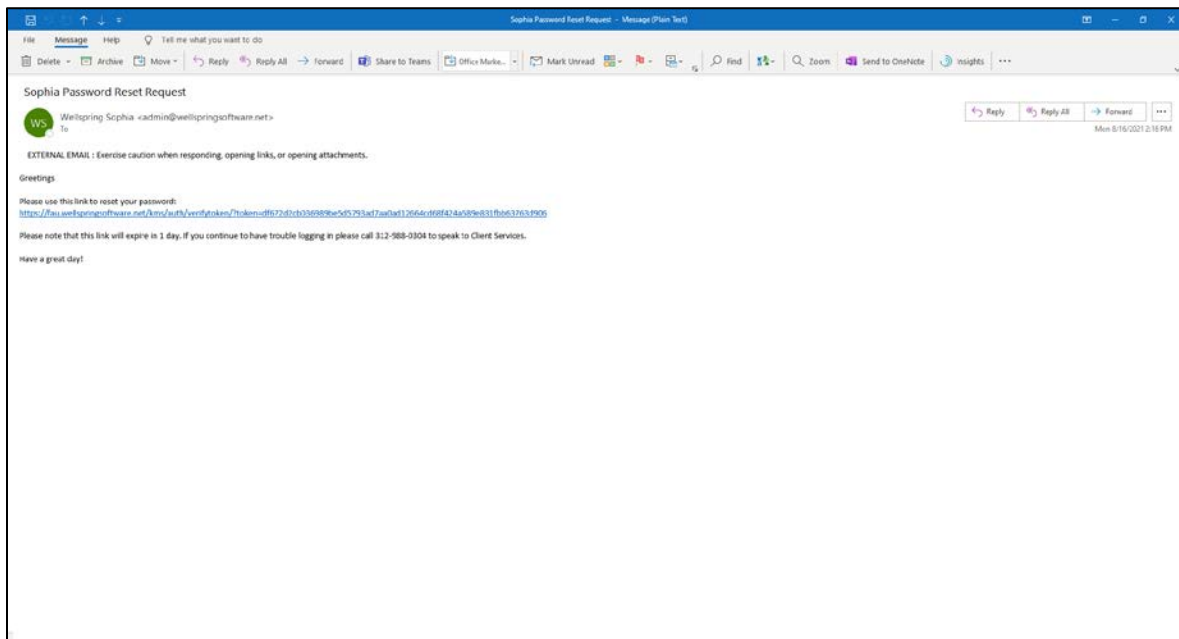 Sophia Password Reset Request - Message (Plain Text)
File Message Help Tell me what you want to do
Delete Archive Move Reply Reply All Forward Share to Teams Office Marke... Mark Unread Find Zoom Send to OneNote Insights ...
Sophia Password Reset Request
WS
Wellspring Sophia <admin@wellspringsoftware.net>
To
Reply Reply All Forward ...
Mon 8/16/2021 2:16 PM
EXTERNAL EMAIL : Exercise caution when responding, opening links, or opening attachments.
Greetings
Please use this link to reset your password:
Please note that this link will expire in 1 day. If you continue to have trouble logging in please call 312-988-0304 to speak to Client Services.
Have a great day!